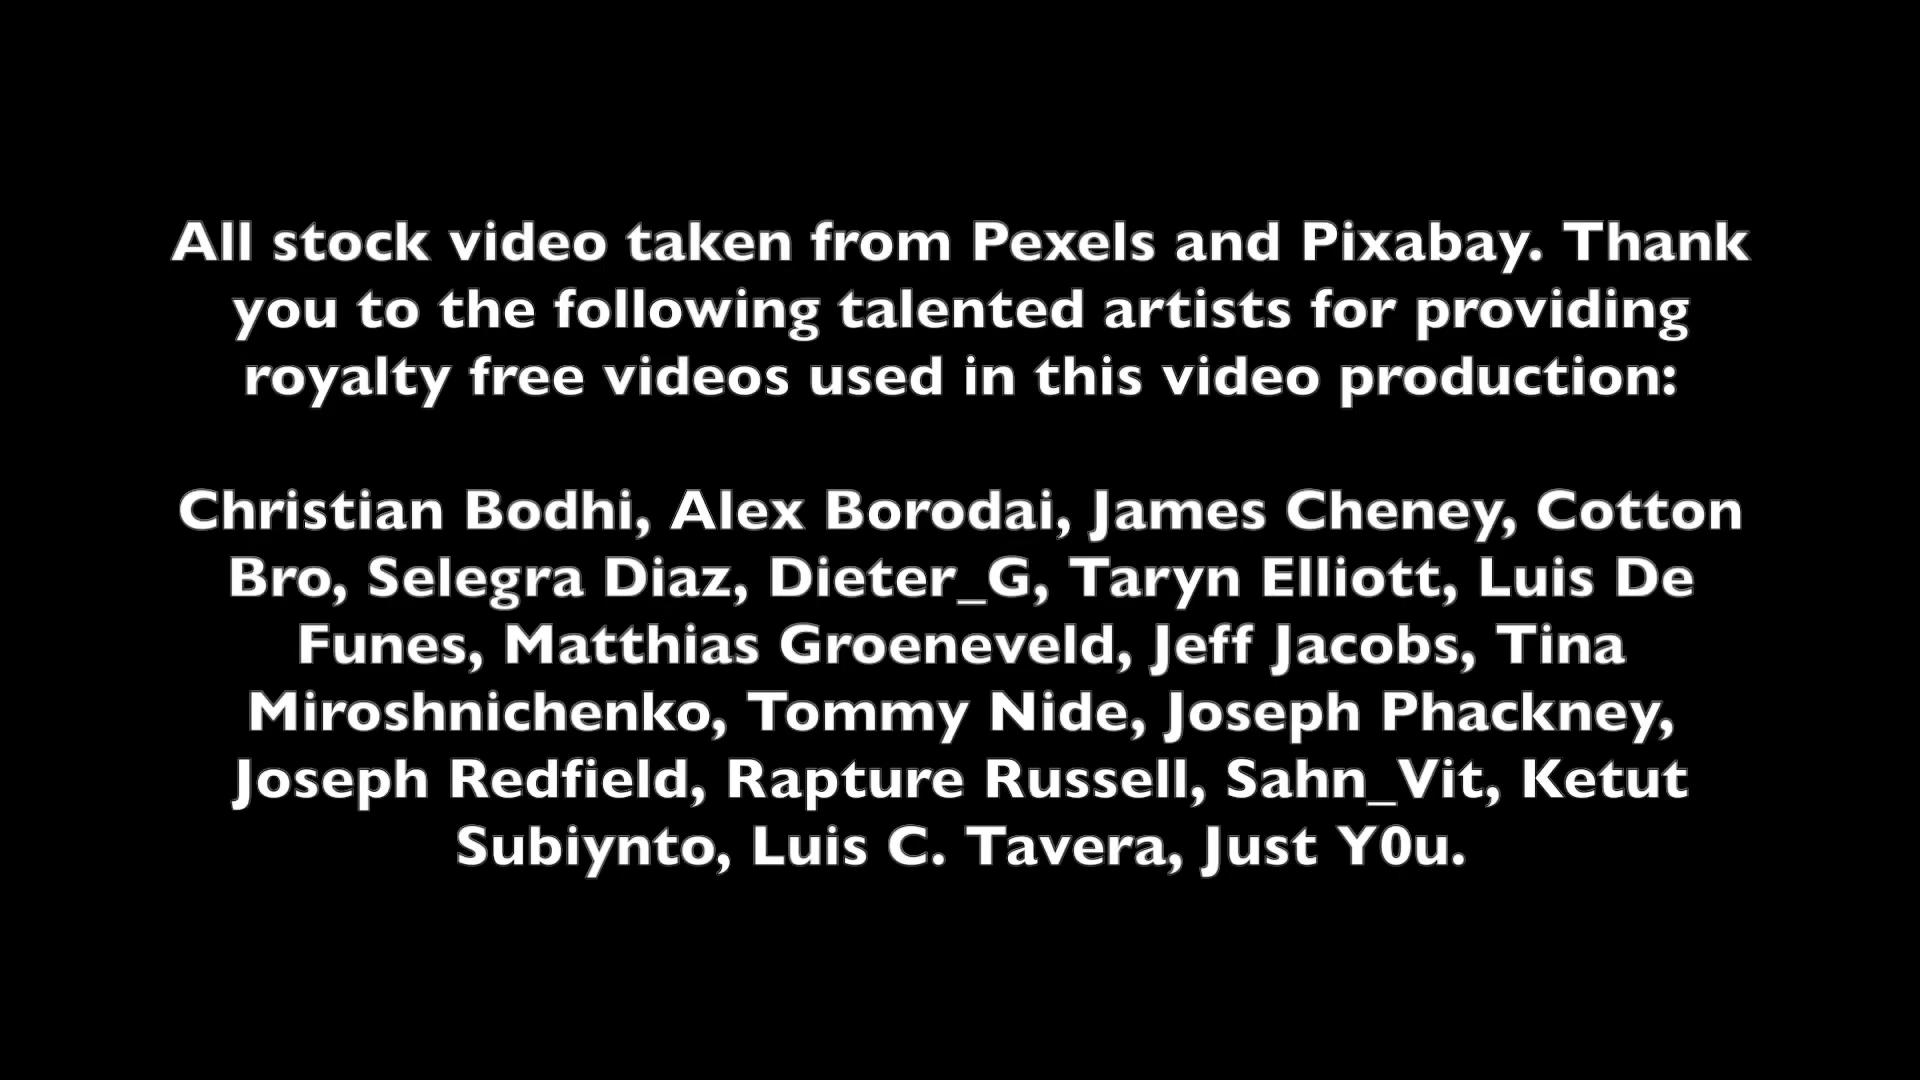 All stock video taken from Pexels and Pixabay. Thank
you to the following talented artists for providing
royalty free videos used in this video production:
Christian Bodhi, Alex Borodai, James Cheney, Cotton
Bro, Selegra Diaz, Dieter_G, Taryn Elliott, Luis De
Funes, Matthias Groeneveld, Jeff Jacobs, Tina
Miroshnichenko, Tommy Nide, Joseph Phackney,
Joseph Redfield, Rapture Russell, Sahn_Vit, Ketut
Subiynto, Luis C. Tavera, Just Y0u.